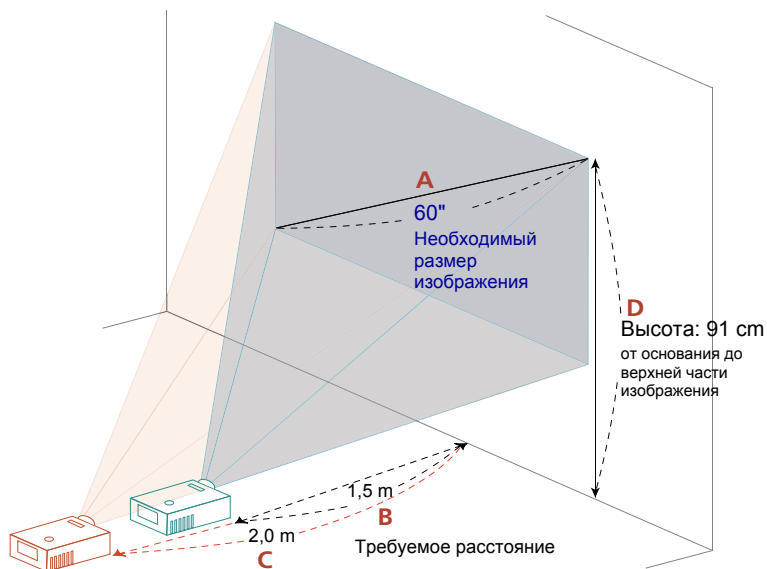 A
60"
Необходимый
размер
изображения
D
Высота: 91 cm
от основания до
верхней части
изображения
1,5 m
B
2,0 m
C
Требуемое расстояние